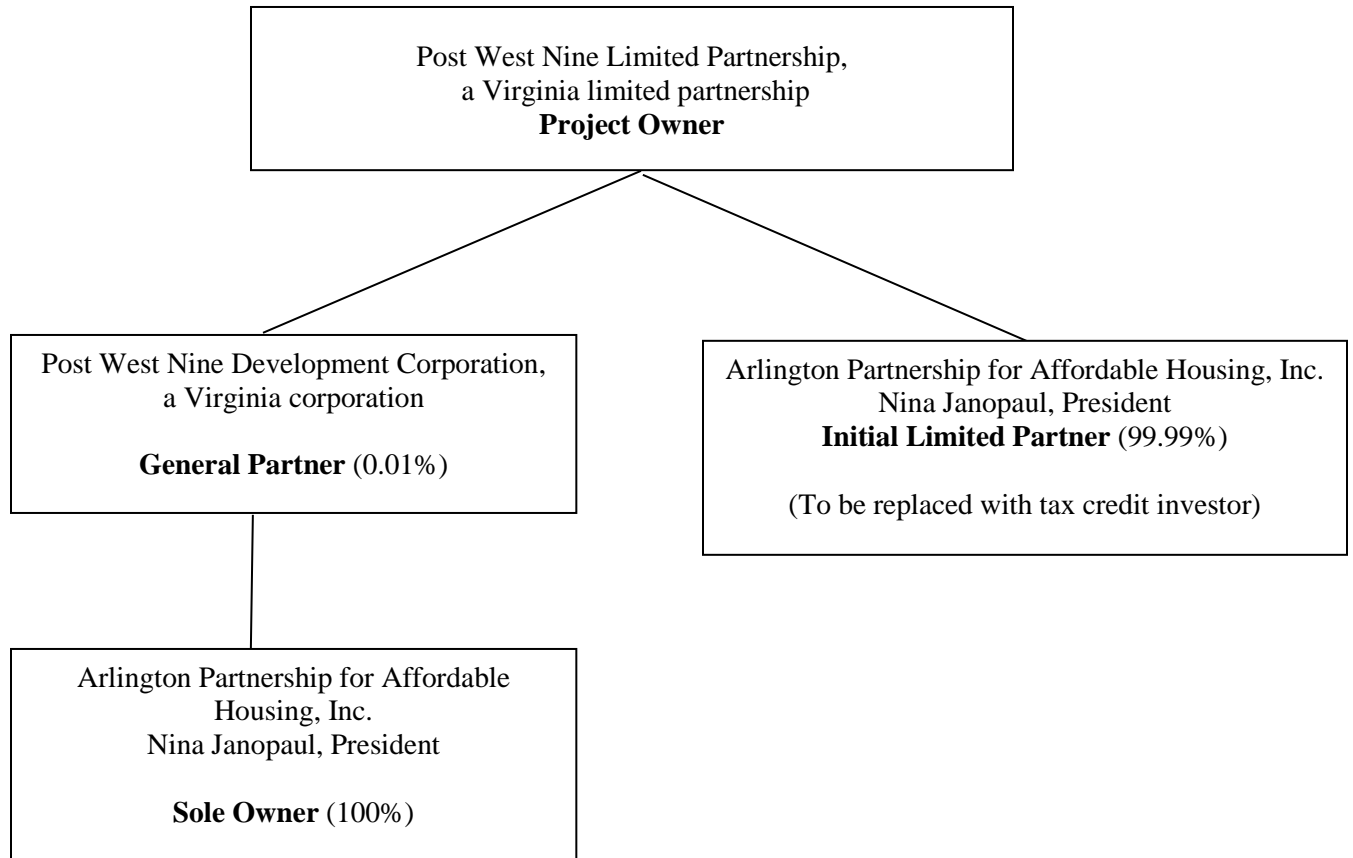 Post West Nine Limited Partnership,
a Virginia limited partnership
Project Owner
Post West Nine Development Corporation,
a Virginia corporation
General Partner (0.01%)
Arlington Partnership for Affordable Housing, Inc.
Nina Janopaul, President
Initial Limited Partner (99.99%)
(To be replaced with tax credit investor)
Arlington Partnership for Affordable
Housing, Inc.
Nina Janopaul, President
Sole Owner (100%)